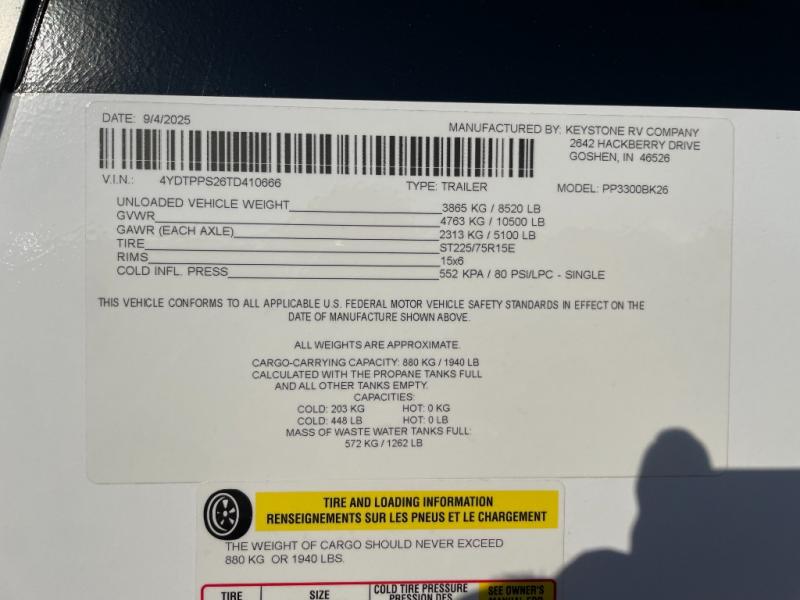 DATE: 9/4/2025
MANUFACTURED BY: KEYSTONE RV COMPANY
2642 HACKBERRY DRIVE
GOSHEN, IN 46526
V.I.N.: 4YDTPPS26TD410666 TYPE: TRAILER MODEL: PP3300BK26
UNLOADED VEHICLE WEIGHT 3865 KG / 8520 LB
GVWR 4763 KG / 10500 LB
GAWR (EACH AXLE) 2313 KG / 5100 LB
TIRE ST225/75R15E
RIMS 15x6
COLD INFL. PRESS 552 KPA / 80 PSI/LPC - SINGLE
THIS VEHICLE CONFORMS TO ALL APPLICABLE U.S. FEDERAL MOTOR VEHICLE SAFETY STANDARDS IN EFFECT ON THE
DATE OF MANUFACTURE SHOWN ABOVE.
ALL WEIGHTS ARE APPROXIMATE.
CARGO-CARRYING CAPACITY: 880 KG / 1940 LB
CALCULATED WITH THE PROPANE TANKS FULL
AND ALL OTHER TANKS EMPTY.
CAPACITIES:
COLD: 203 KG HOT: 0 KG
COLD: 448 LB HOT: 0 LB
MASS OF WASTE WATER TANKS FULL:
572 KG / 1262 LB
TIRE AND LOADING INFORMATION
RENSEIGNEMENTS SUR LES PNEUS ET LE CHARGEMENT
THE WEIGHT OF CARGO SHOULD NEVER EXCEED
880 KG OR 1940 LBS.
TIRE SIZE COLD TIRE PRESSURE SEE OWNER'S
PRESSION DES MANUAL FOR